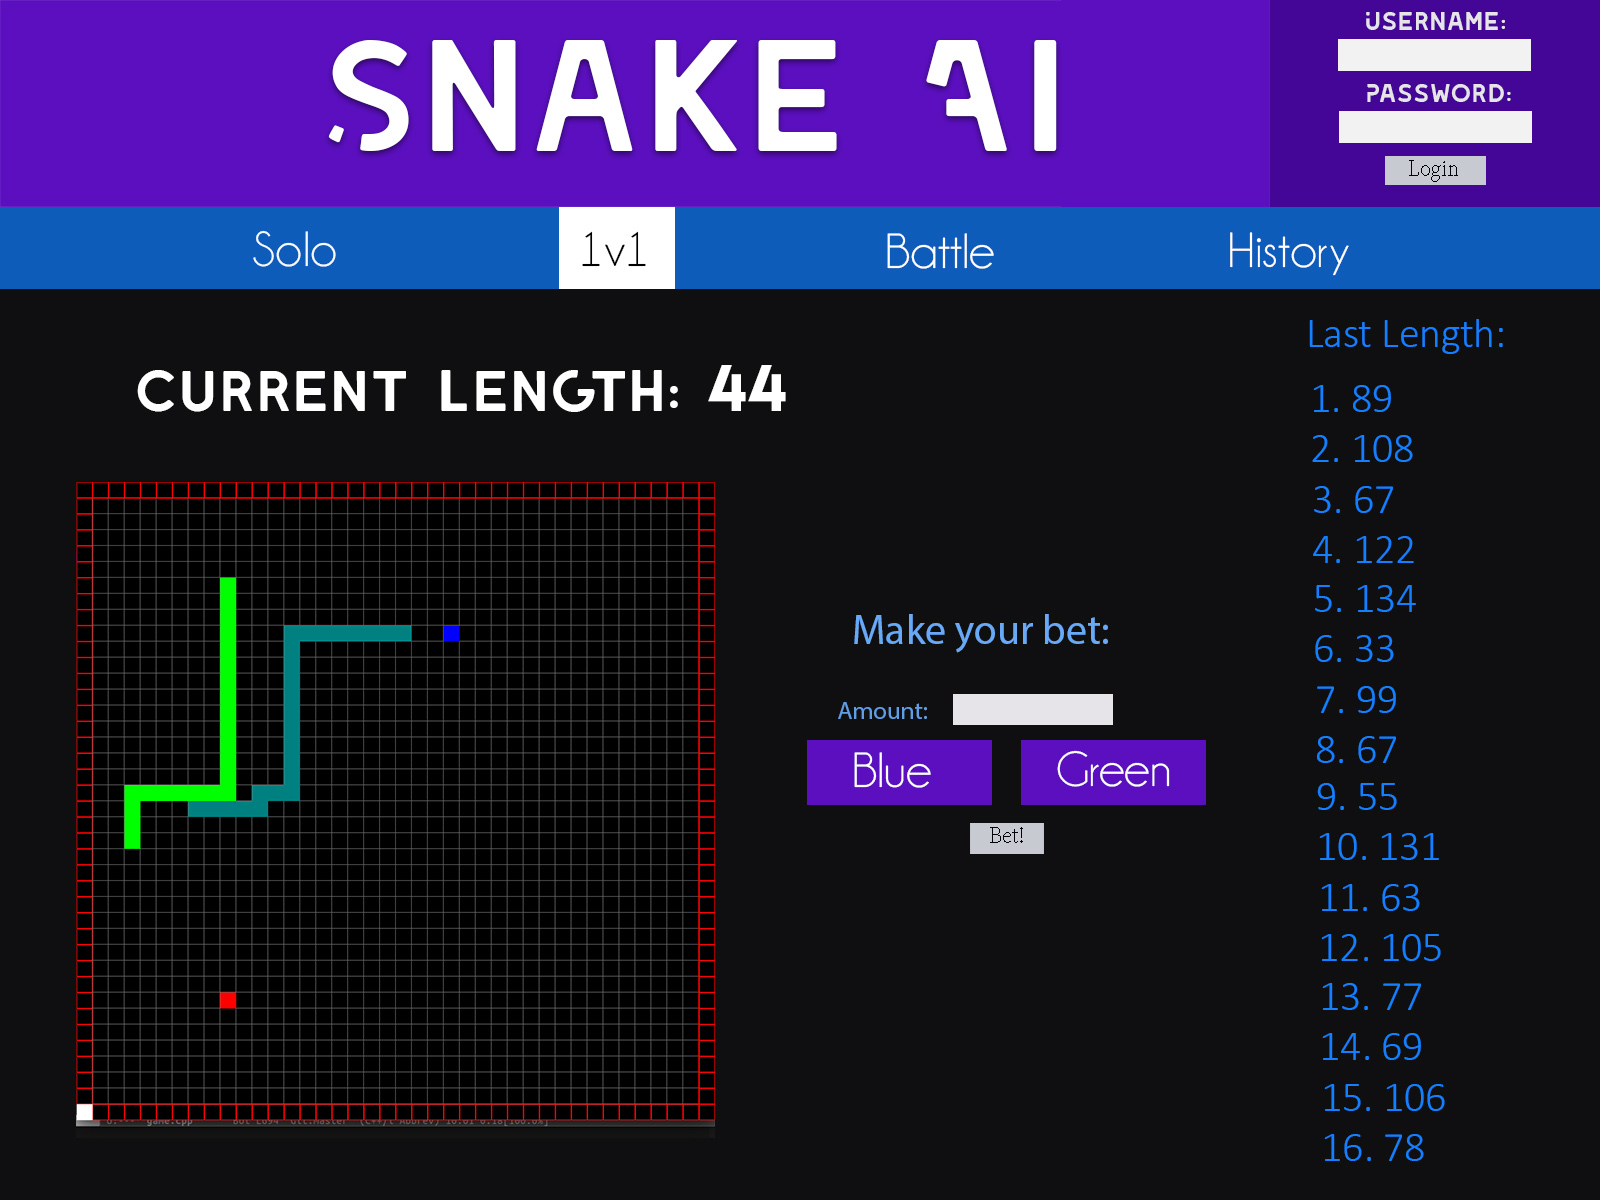 SNAKE AI
USERNAME:
PASSWORD:
Login
Solo
1v1
Battle
History
CURRENT LENGTH: 44
Make your bet:
Amount:
Blue
Green
Bet!
Last Length:
1. 89
2. 108
3. 67
4. 122
5. 134
6. 33
7. 99
8. 67
9. 55
10. 131
11. 63
12. 105
13. 77
14. 69
15. 106
16. 78
game.cpp